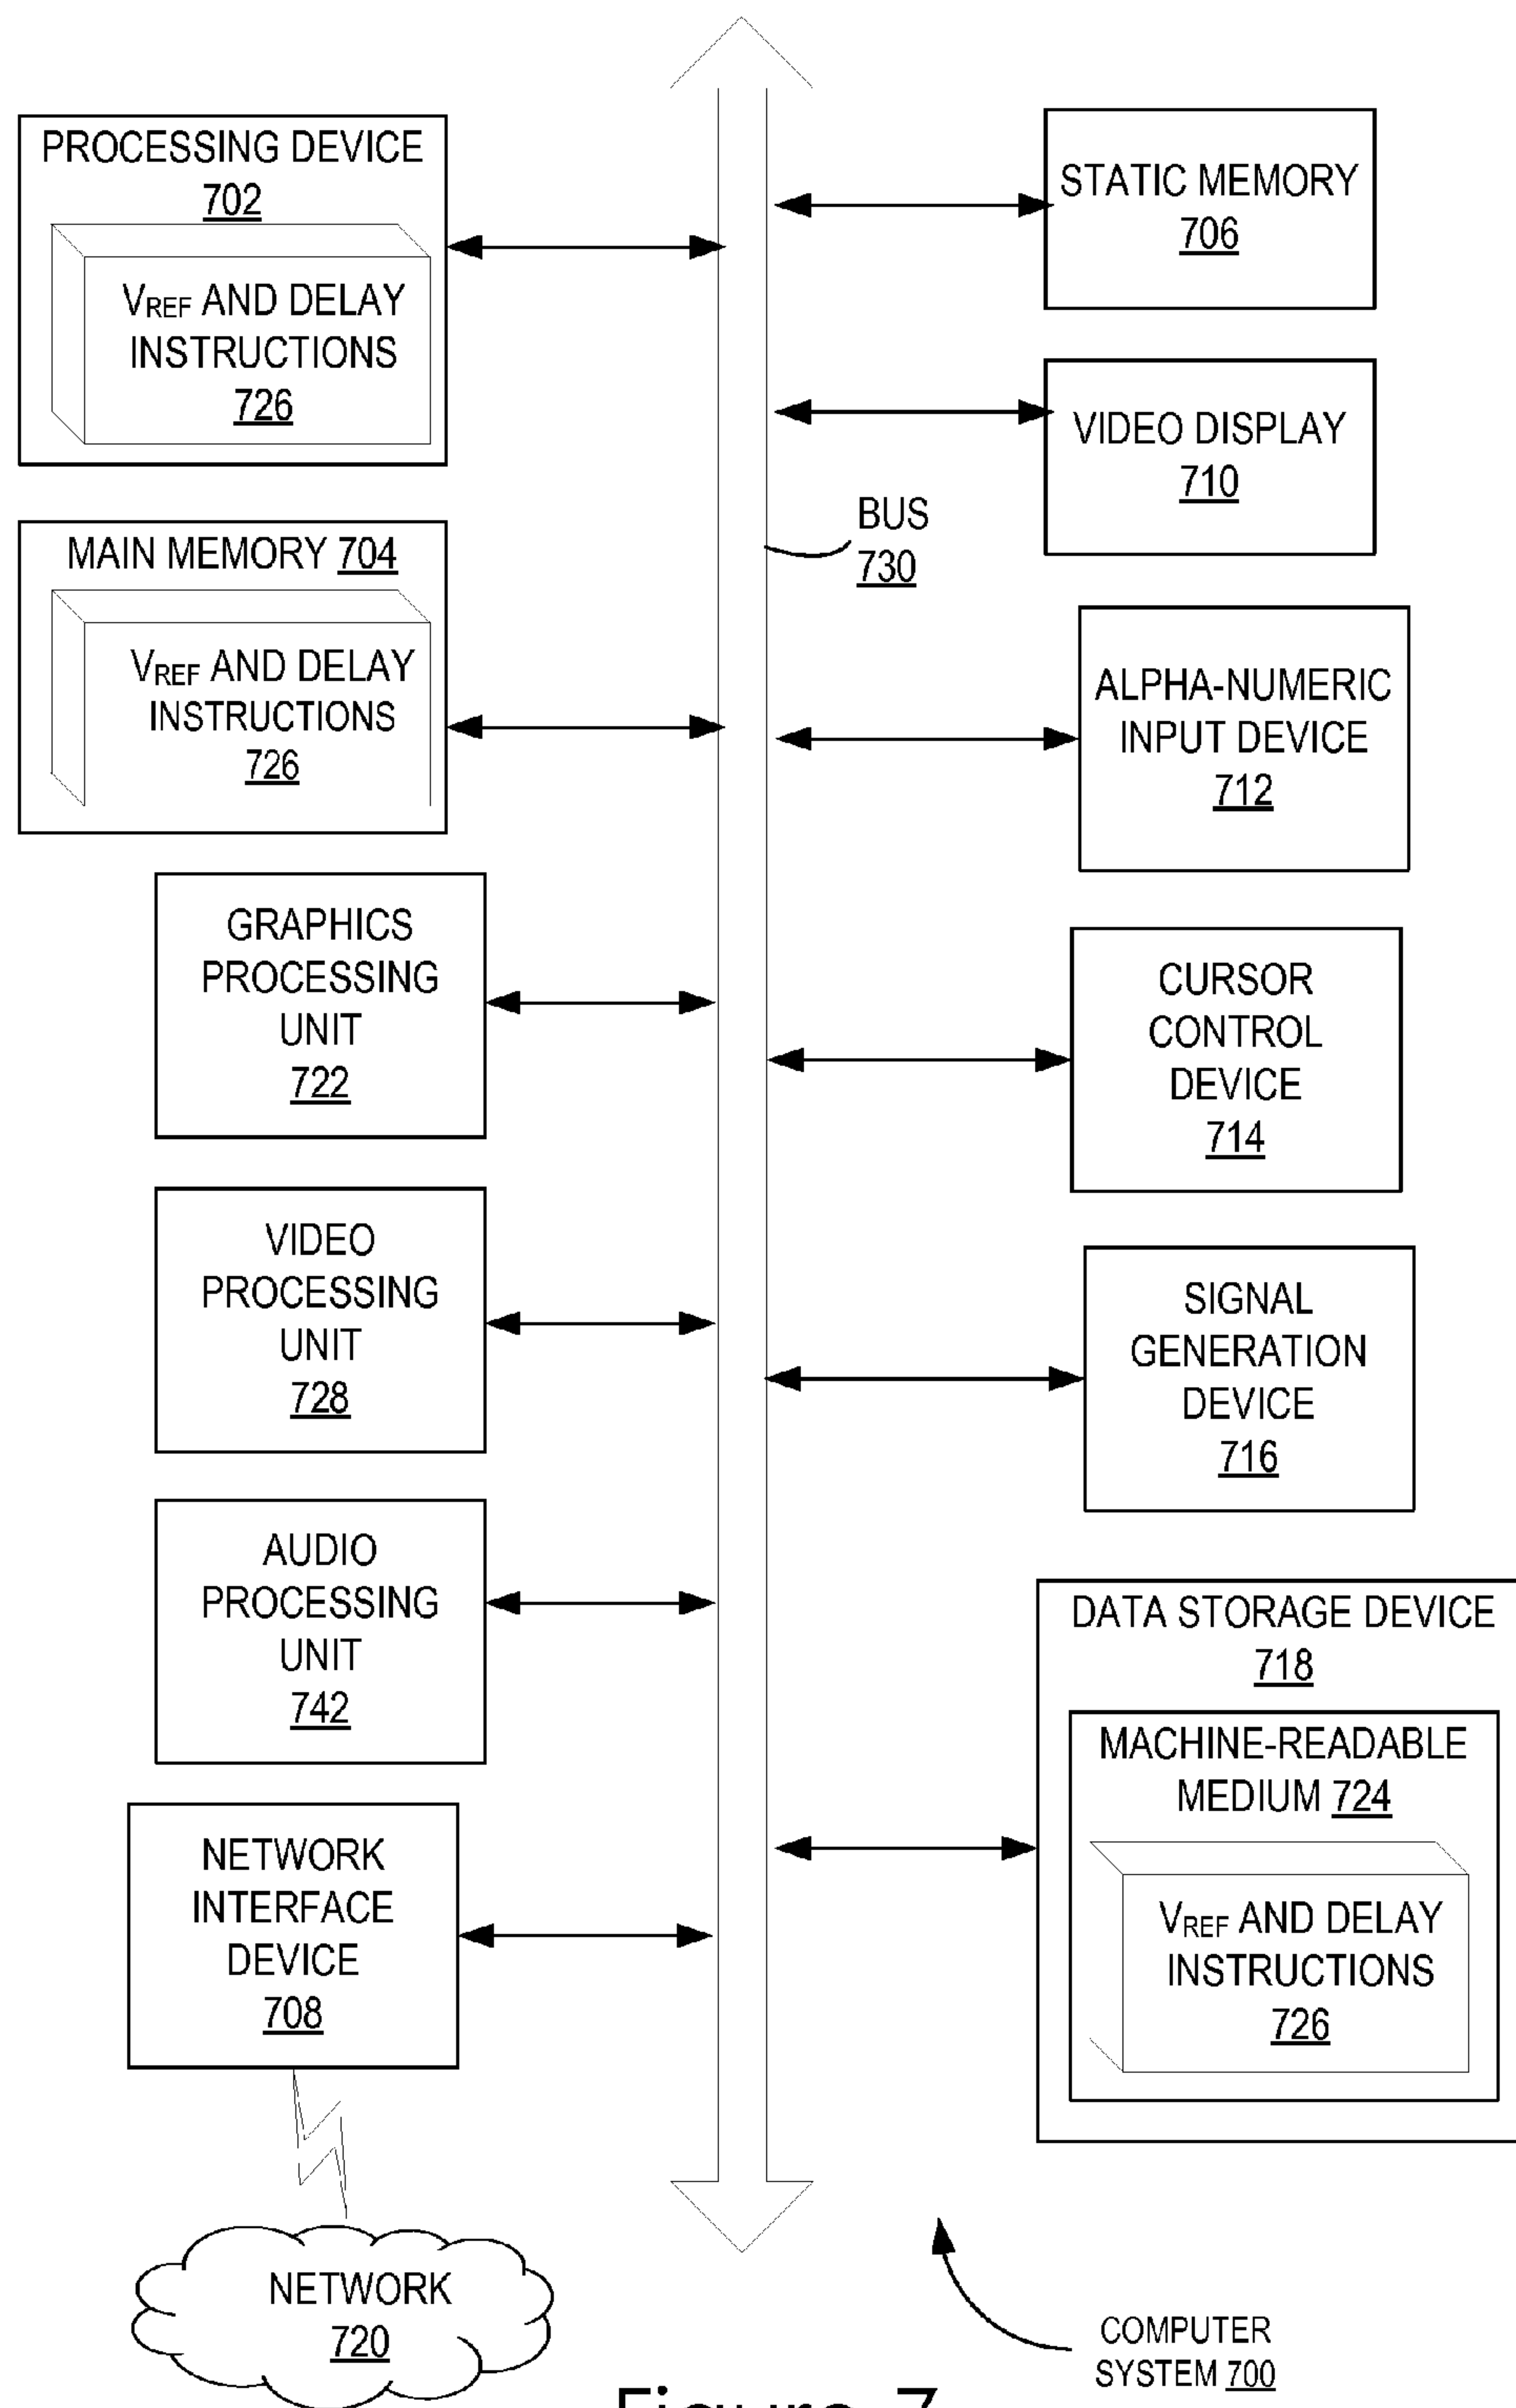 PROCESSING DEVICE
702
VREF AND DELAY
INSTRUCTIONS
726
MAIN MEMORY 704
VREF AND DELAY
INSTRUCTIONS
726
GRAPHICS
PROCESSING
UNIT
722
VIDEO
PROCESSING
UNIT
728
AUDIO
PROCESSING
UNIT
742
NETWORK
INTERFACE
DEVICE
708
NETWORK
720
BUS
730
STATIC MEMORY
706
VIDEO DISPLAY
710
ALPHA-NUMERIC
INPUT DEVICE
712
CURSOR
CONTROL
DEVICE
714
SIGNAL
GENERATION
DEVICE
716
DATA STORAGE DEVICE
718
MACHINE-READABLE
MEDIUM 724
VREF AND DELAY
INSTRUCTIONS
726
COMPUTER
SYSTEM 700
Figure 7